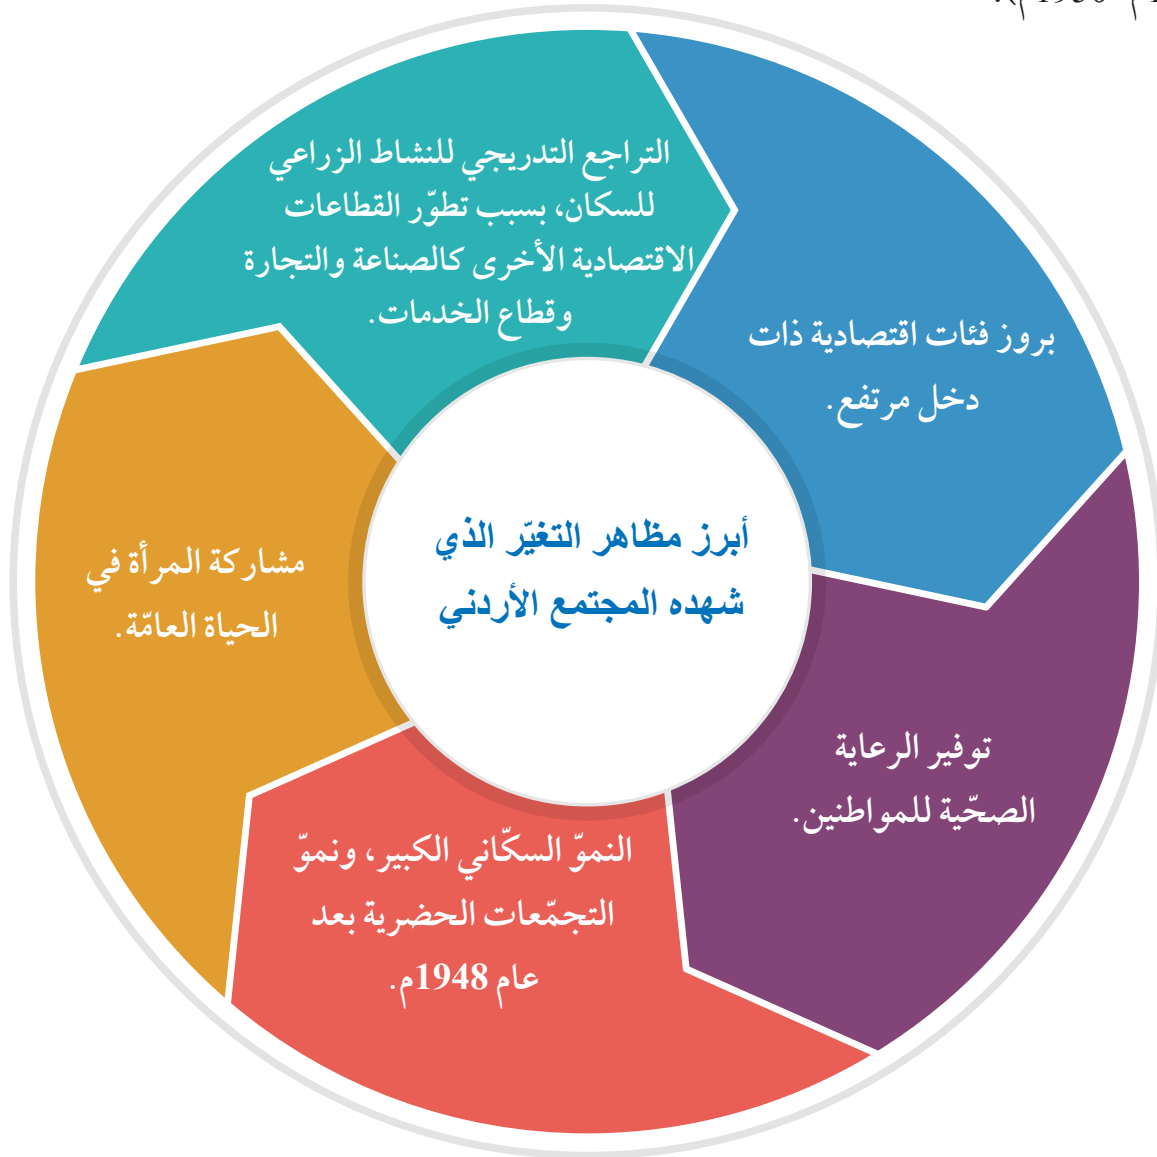 1950م).
أبرز مظاهر التغيّر الذي
شهده المجتمع الأردني
بروز فئات اقتصادية ذات
دخل مرتفع.
توفير الرعاية
الصحّية للمواطنين.
النموّ السكّاني الكبير، ونموّ
التجمّعات الحضرية بعد
عام 1948م.
مشاركة المرأة في
الحياة العامّة.
التراجع التدريجي للنشاط الزراعي
للسكان، بسبب تطوّر القطاعات
الاقتصادية الأخرى كالصناعة والتجارة
وقطاع الخدمات.